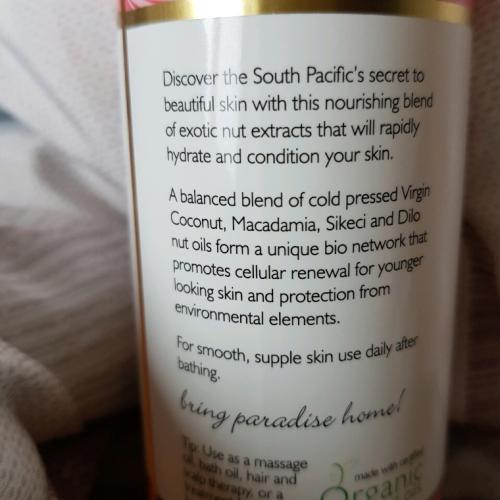 Discover the South Pacific's secret to
beautiful skin with this nourishing blend
of exotic nut extracts that will rapidly
hydrate and condition your skin.
A balanced blend of cold pressed Virgin
Coconut, Macadamia, Sikeci and Dilo
nut oils form a unique bio network that
promotes cellular renewal for younger
looking skin and protection from
environmental elements.
For smooth, supple skin use daily after
bathing.
bring paradise home!
Tip: Use as a massage
oil, bath oil, hair and
scalp therapy, or a
made with certified
Organic